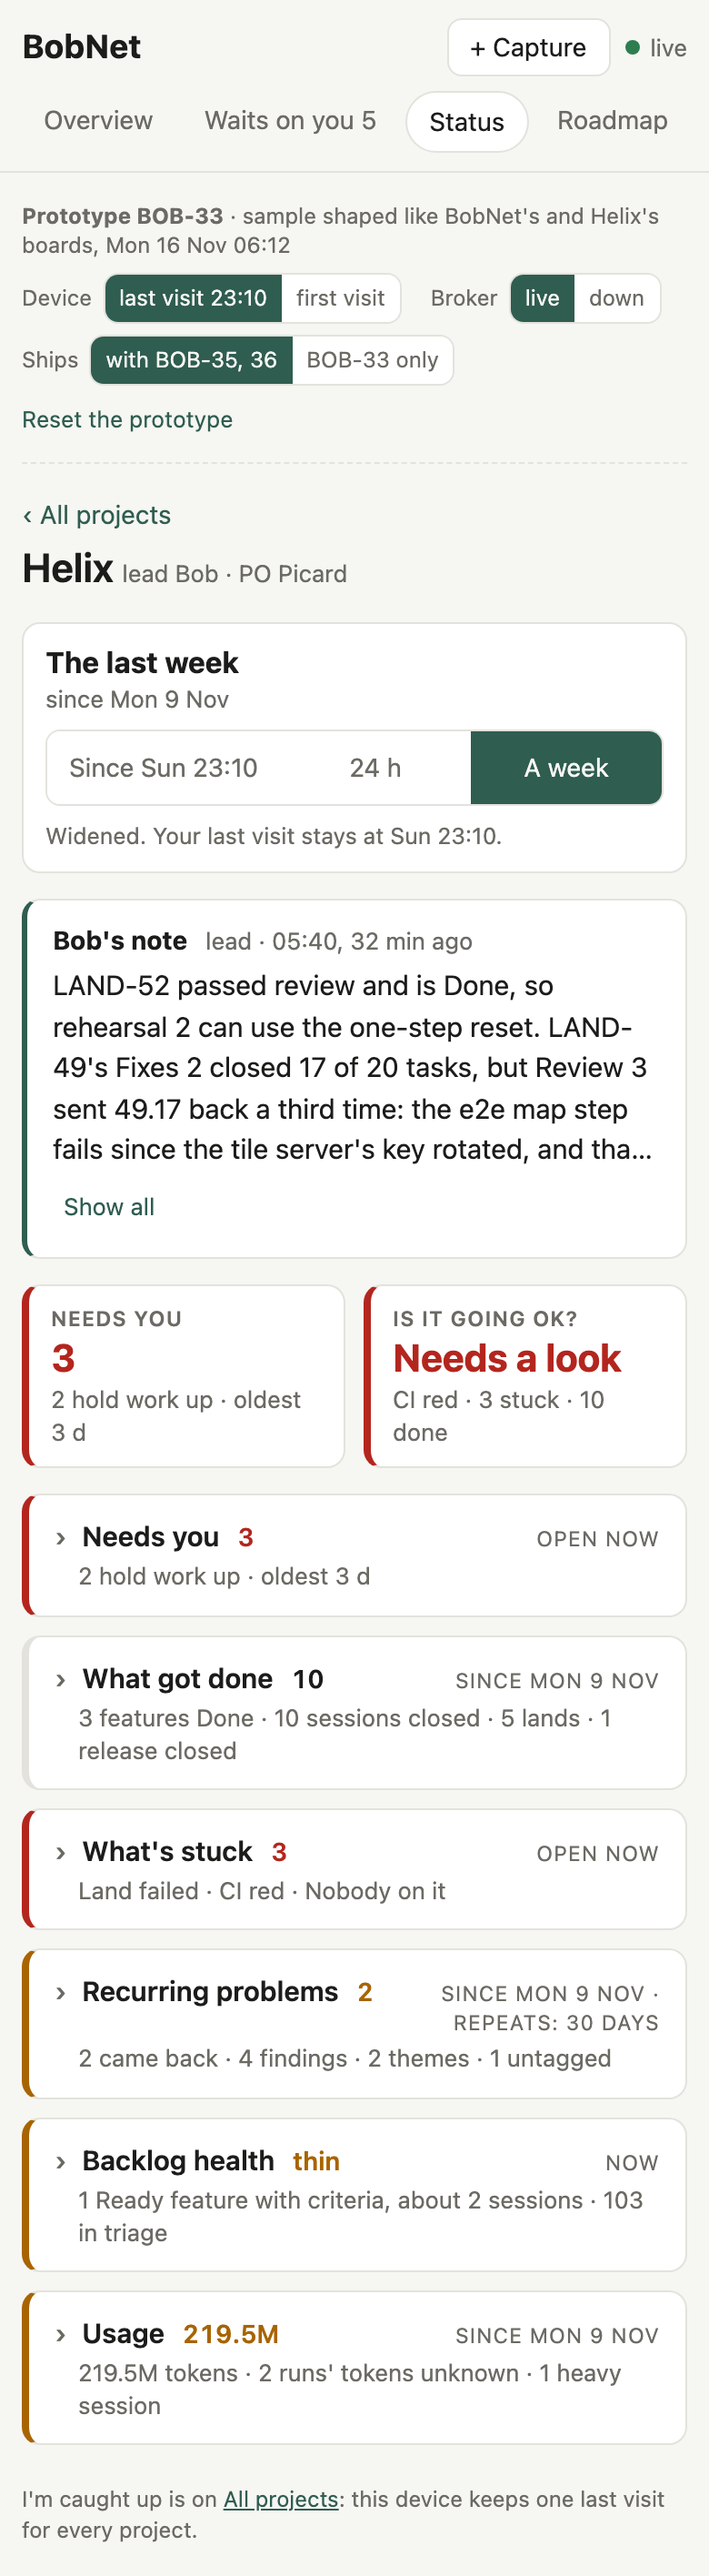 BobNet
+ Capture
live
Overview
Waits on you 5
Status
Roadmap
Prototype BOB-33 · sample shaped like BobNet's and Helix's
boards, Mon 16 Nov 06:12
Device
last visit 23:10
first visit
Broker
live
down
Ships
with BOB-35, 36
BOB-33 only
Reset the prototype
‹ All projects
Helix lead Bob · PO Picard
The last week
since Mon 9 Nov
Since Sun 23:10
24 h
A week
Widened. Your last visit stays at Sun 23:10.
Bob's note lead · 05:40, 32 min ago
LAND-52 passed review and is Done, so
rehearsal 2 can use the one-step reset. LAND-
49's Fixes 2 closed 17 of 20 tasks, but Review 3
sent 49.17 back a third time: the e2e map step
fails since the tile server's key rotated, and tha…
Show all
NEEDS YOU
3
2 hold work up · oldest
3 d
IS IT GOING OK?
Needs a look
CI red · 3 stuck · 10
done
› Needs you 3
OPEN NOW
2 hold work up · oldest 3 d
› What got done 10
SINCE MON 9 NOV
3 features Done · 10 sessions closed · 5 lands · 1
release closed
› What's stuck 3
OPEN NOW
Land failed · CI red · Nobody on it
› Recurring problems 2
SINCE MON 9 NOV ·
REPEATS: 30 DAYS
2 came back · 4 findings · 2 themes · 1 untagged
› Backlog health thin
NOW
1 Ready feature with criteria, about 2 sessions · 103
in triage
› Usage 219.5M
SINCE MON 9 NOV
219.5M tokens · 2 runs' tokens unknown · 1 heavy
session
I'm caught up is on All projects: this device keeps one last visit
for every project.